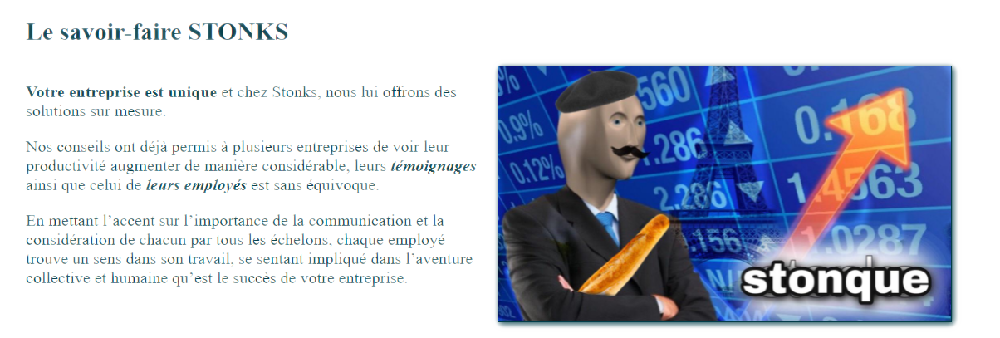 Le savoir-faire STONKS
Votre entreprise est unique et chez Stonks, nous lui offrons des
solutions sur mesure.
Nos conseils ont déjà permis à plusieurs entreprises de voir leur
productivité augmenter de manière considérable, leurs témoignages
ainsi que celui de leurs employés est sans équivoque.
En mettant l’accent sur l’importance de la communication et la
considération de chacun par tous les échelons, chaque employé
trouve un sens dans son travail, se sentant impliqué dans l’aventure
collective et humaine qu’est le succès de votre entreprise.
560
0.9%
0.168
.286
0.12%
1.4563
2.286
.156
1.0287
stonque